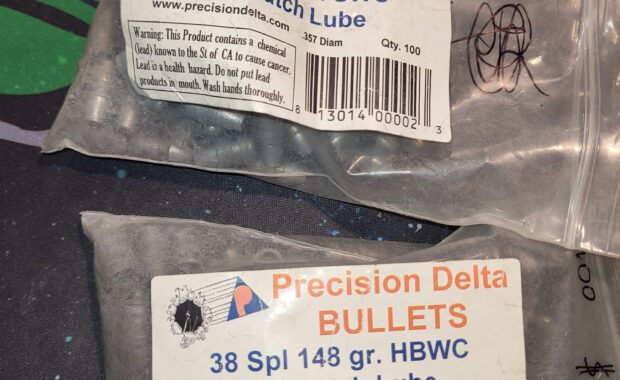 www.precisiondelta.com
Lube
.357 Diam
Qty. 100
Warning: This Product contains a chemical
(lead) known to the St of CA to cause cancer.
Lead is a health hazard. Do not put lead
products in mouth. Wash hands thoroughly.
8 13014 00002 3
P
Precision Delta
BULLETS
38 Spl 148 gr. HBWC
Lube